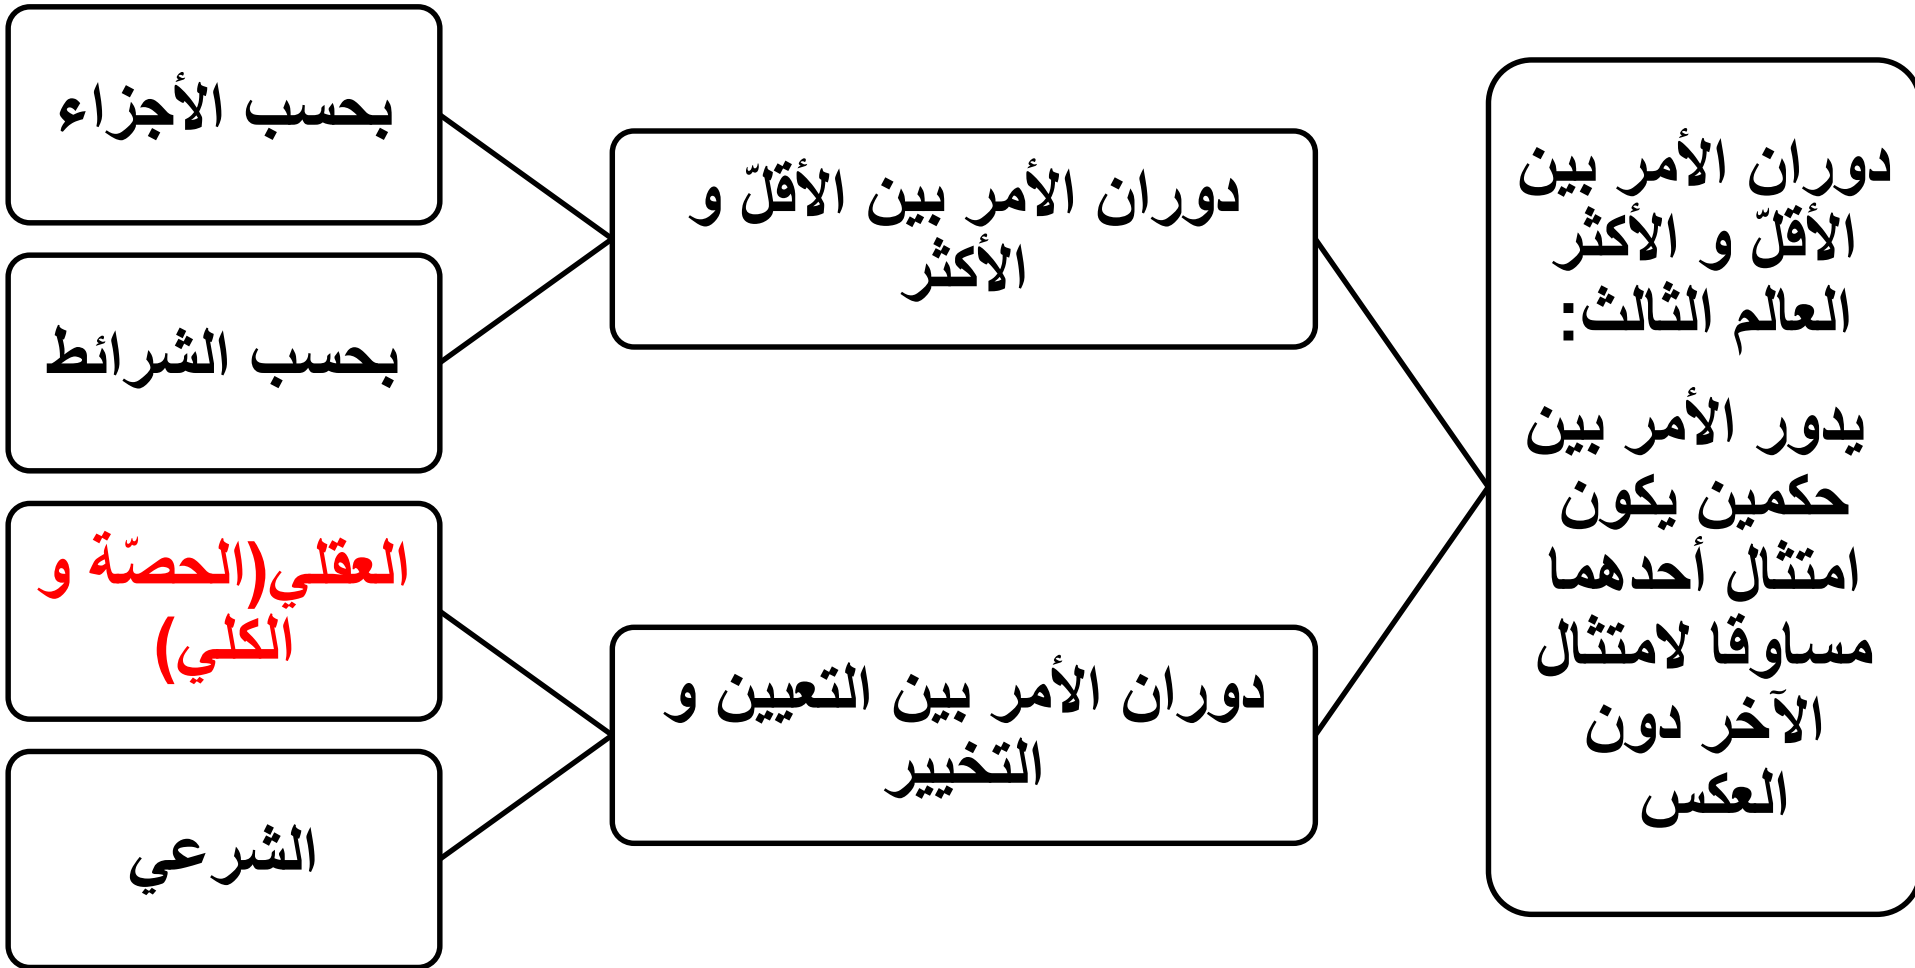 دوران الأمر بين
الأقلّ و الأكثر
العالم الثالث:
يدور الأمر بين
حكمين يكون
امتثال أحدهما
مساوقا لامتثال
الآخر دون
العكس
دوران الأمر بين الأقلّ و
الأكثر
بحسب الأجزاء
بحسب الشرائط
دوران الأمر بين التعيين و
التخيير
العقلي(الحصّة و
الكلي)
الشرعي